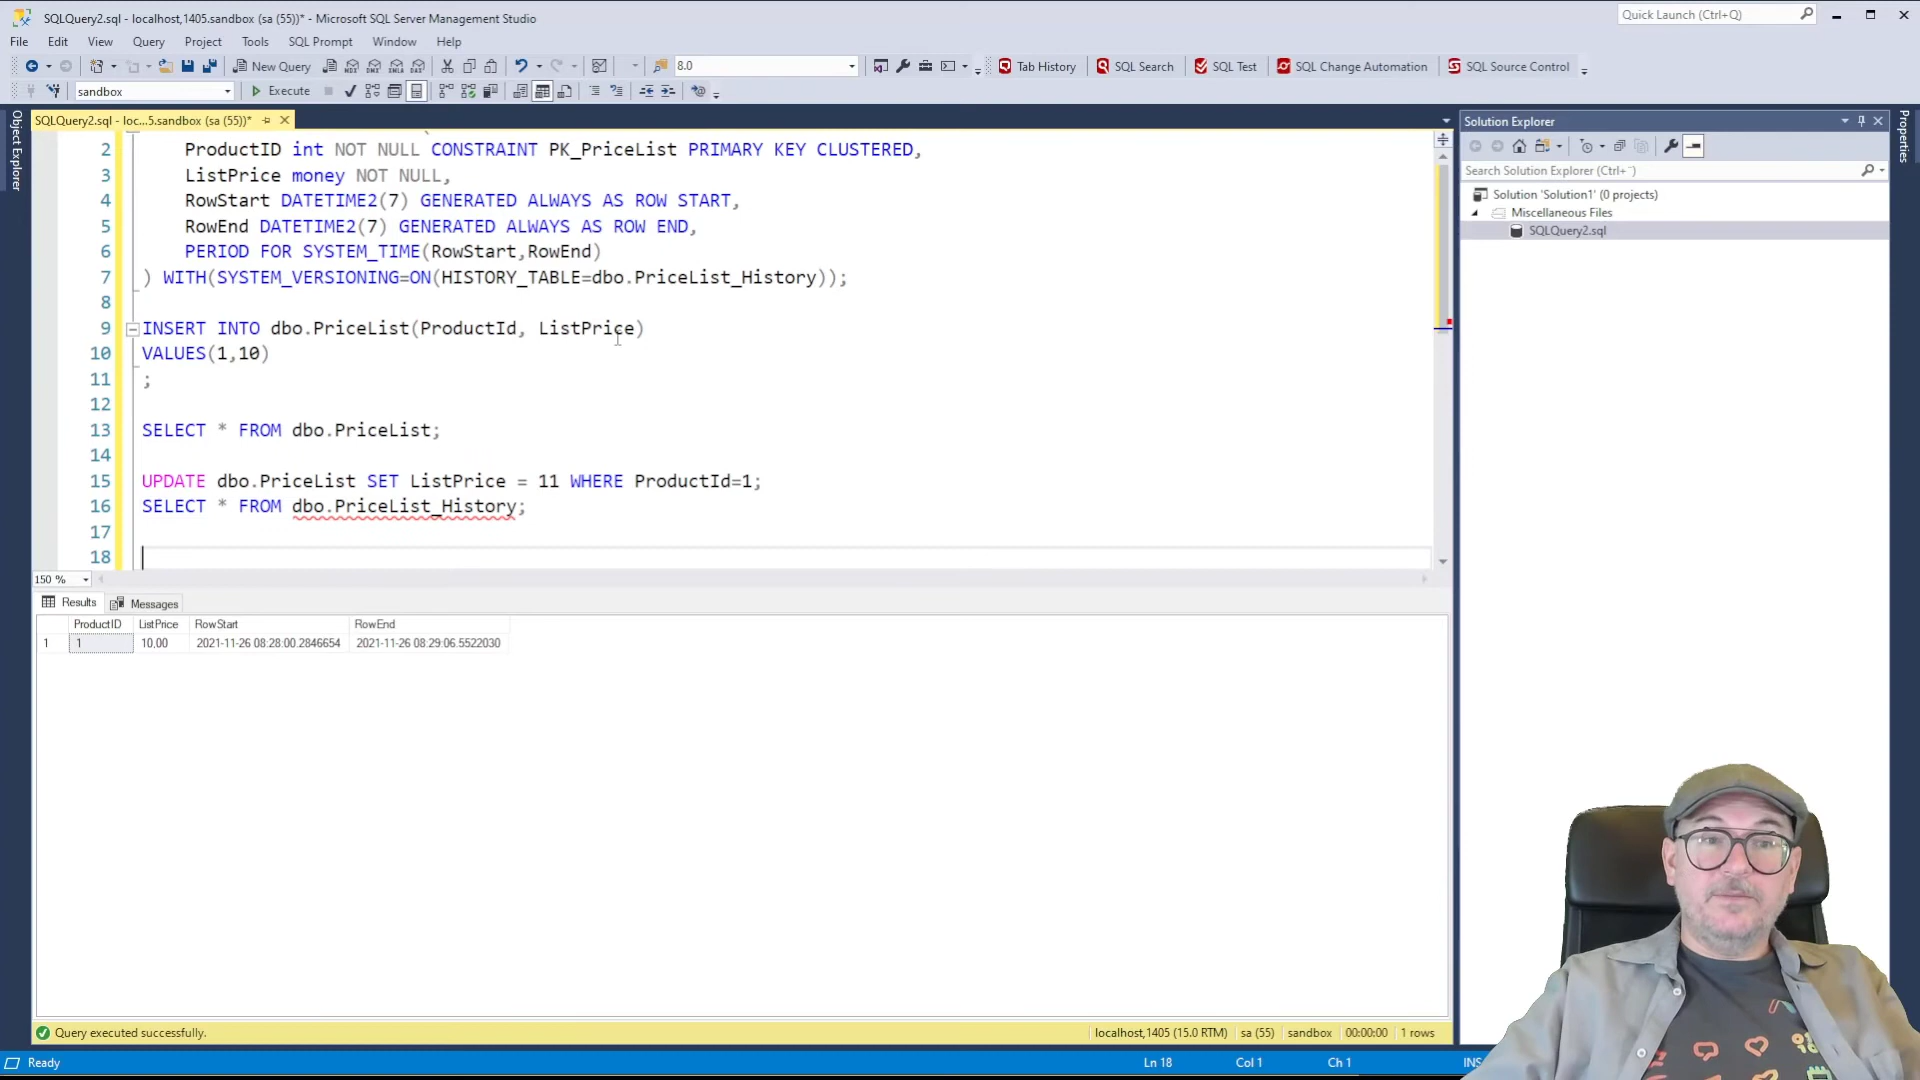 SQLQuery2.sql - localhost,1405.sandbox (sa (55))* - Microsoft SQL Server Management Studio
Quick Launch (Ctrl+Q)
File Edit View Query Project Tools SQL Prompt Window Help
New Query
8.0
Tab History SQL Search SQL Test SQL Change Automation SQL Source Control
sandbox
Execute
Object Explorer
SQLQuery2.sql - loc...5.sandbox (sa (55))*
Solution Explorer
Properties
Search Solution Explorer (Ctrl+¨)
Solution 'Solution1' (0 projects)
Miscellaneous Files
SQLQuery2.sql
2 ProductID int NOT NULL CONSTRAINT PK_PriceList PRIMARY KEY CLUSTERED,
3 ListPrice money NOT NULL,
4 RowStart DATETIME2(7) GENERATED ALWAYS AS ROW START,
5 RowEnd DATETIME2(7) GENERATED ALWAYS AS ROW END,
6 PERIOD FOR SYSTEM_TIME(RowStart,RowEnd)
7 ) WITH(SYSTEM_VERSIONING=ON(HISTORY_TABLE=dbo.PriceList_History));
8
9 INSERT INTO dbo.PriceList(ProductId, ListPrice)
10 VALUES(1,10)
11 ;
12
13 SELECT * FROM dbo.PriceList;
14
15 UPDATE dbo.PriceList SET ListPrice = 11 WHERE ProductId=1;
16 SELECT * FROM dbo.PriceList_History;
17
18
150 %
Results Messages
ProductID ListPrice RowStart RowEnd
1 1 10,00 2021-11-26 08:28:00.2846654 2021-11-26 08:29:06.5522030
Query executed successfully.
localhost,1405 (15.0 RTM) sa (55) sandbox 00:00:00 1 rows
Ready
Ln 18 Col 1 Ch 1 INS